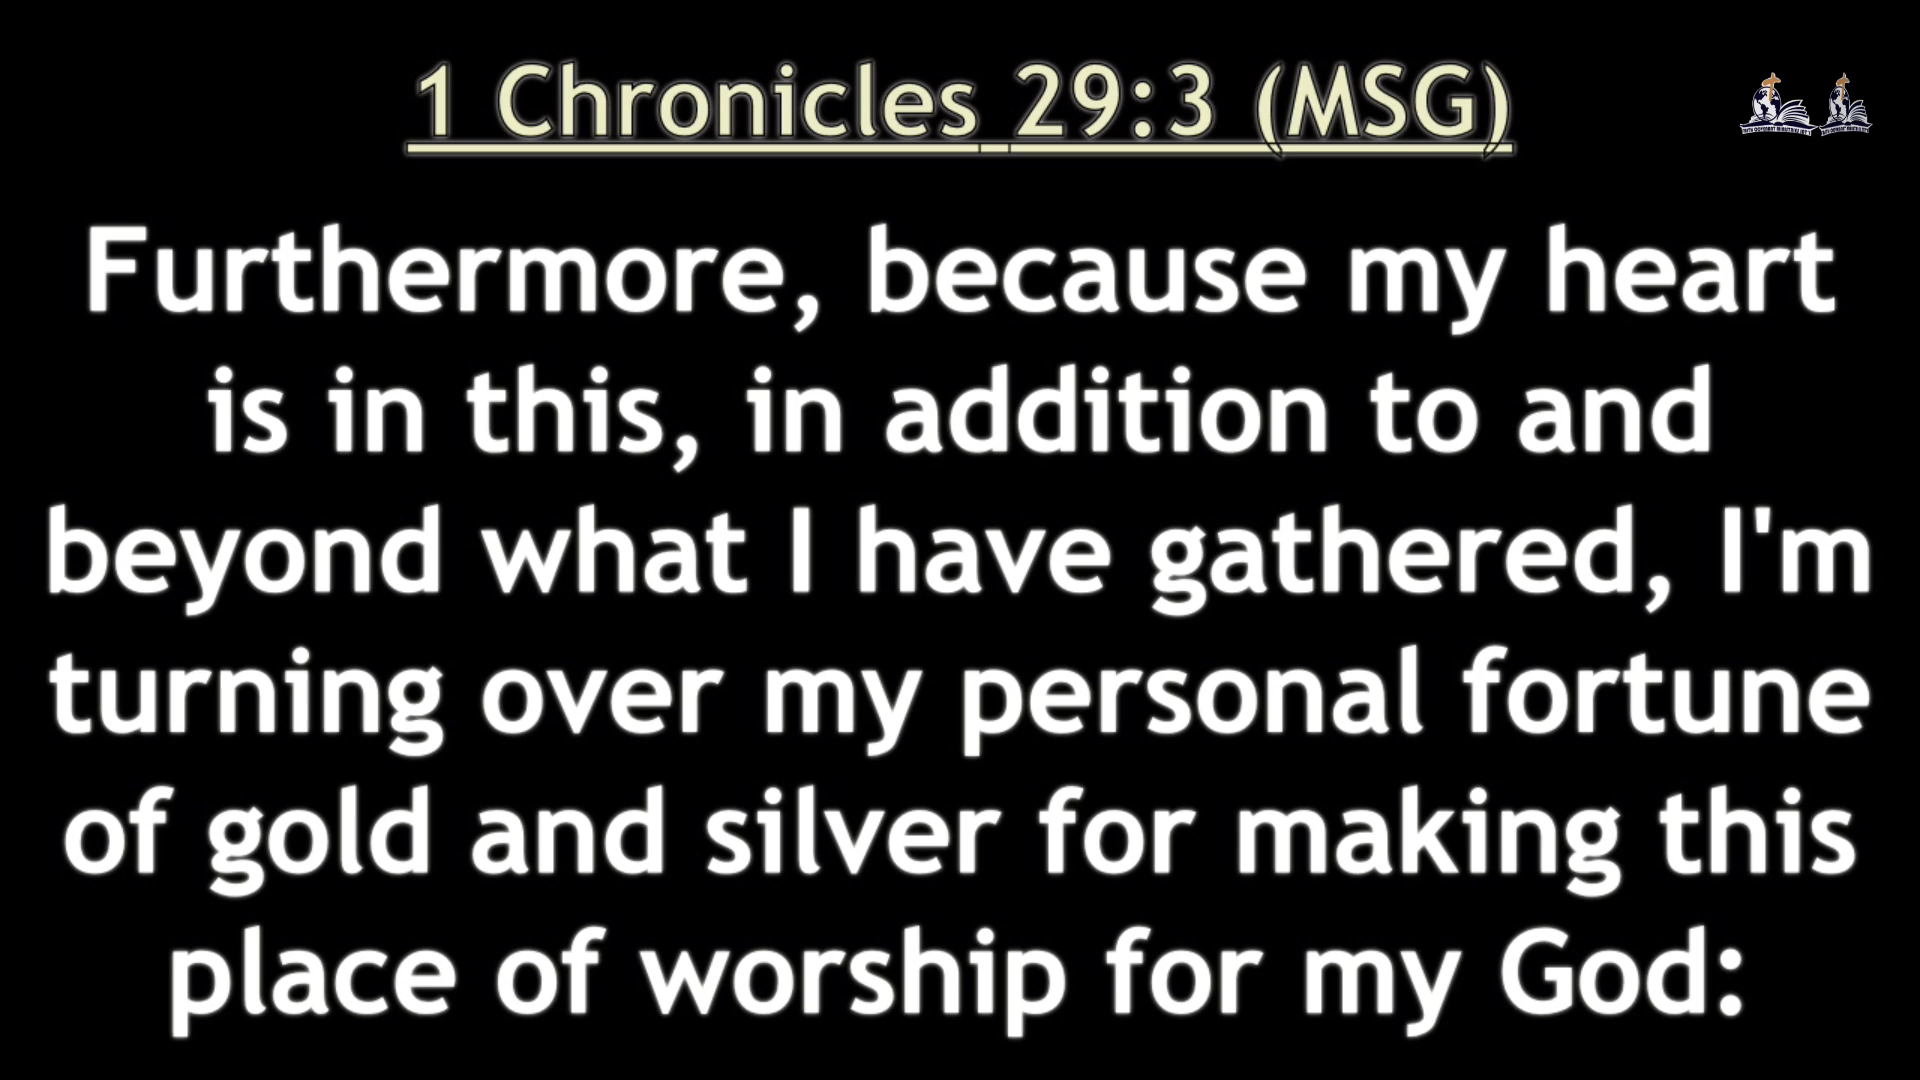 1 Chronicles 29:3 (MSG)
Furthermore, because my heart
is in this, in addition to and
beyond what I have gathered, I'm
turning over my personal fortune
of gold and silver for making this
place of worship for my God: